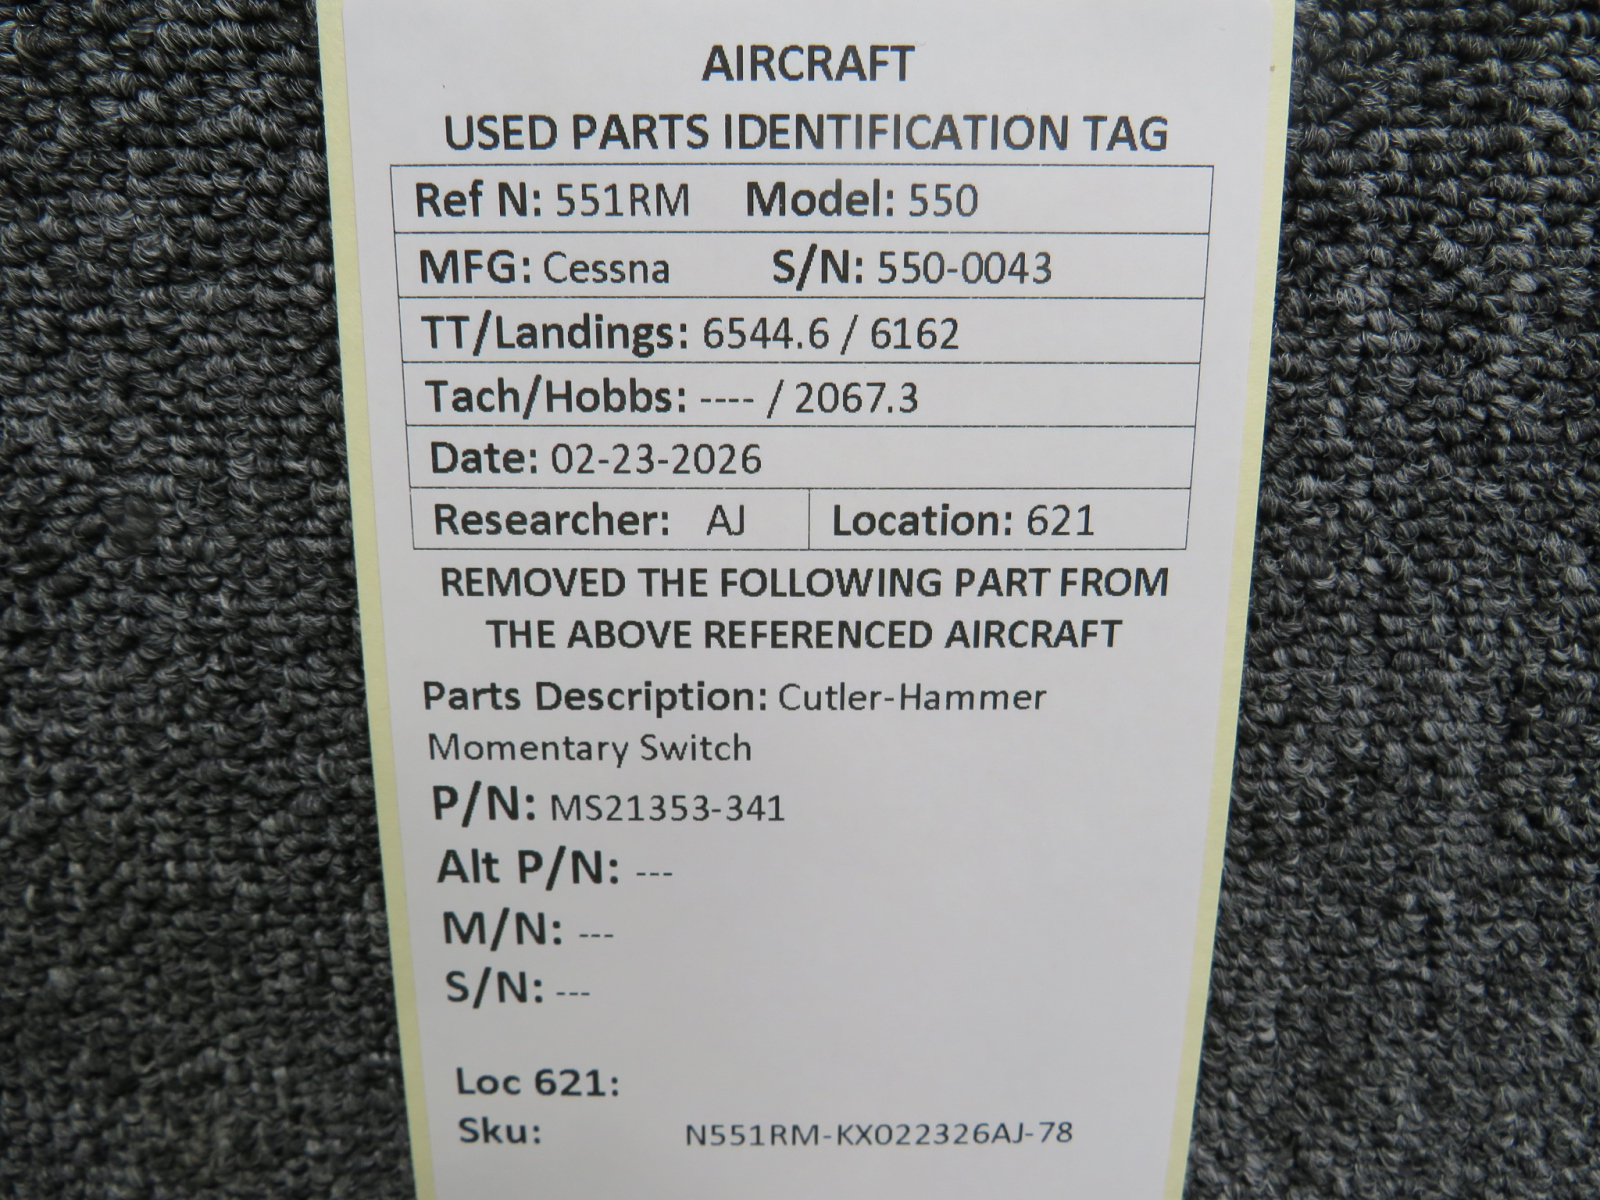 AIRCRAFT
USED PARTS IDENTIFICATION TAG
Ref N: 551RM Model: 550
MFG: Cessna S/N: 550-0043
TT/Landings: 6544.6 / 6162
Tach/Hobbs: ---- / 2067.3
Date: 02-23-2026
Researcher: AJ Location: 621
REMOVED THE FOLLOWING PART FROM
THE ABOVE REFERENCED AIRCRAFT
Parts Description: Cutler-Hammer
Momentary Switch
P/N: MS21353-341
Alt P/N: ---
M/N: ---
S/N: ---
Loc 621:
Sku: N551RM-KX022326AJ-78